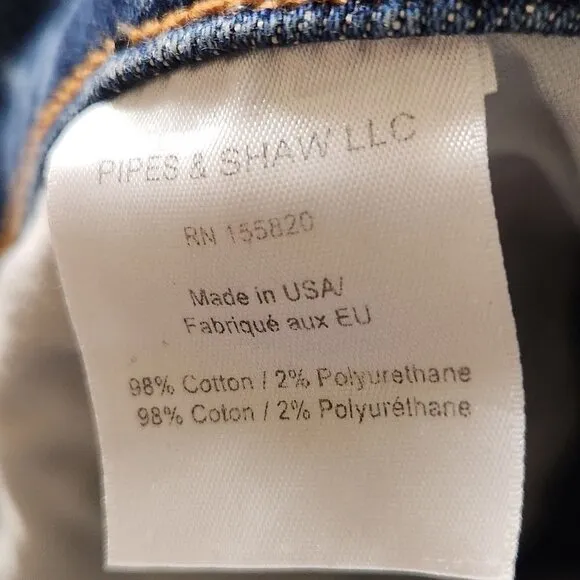 PIPES & SHAW LLC
RN 155820
Made in USA/
Fabriqué aux EU
98% Cotton / 2% Polyurethane
98% Coton / 2% Polyuréthane